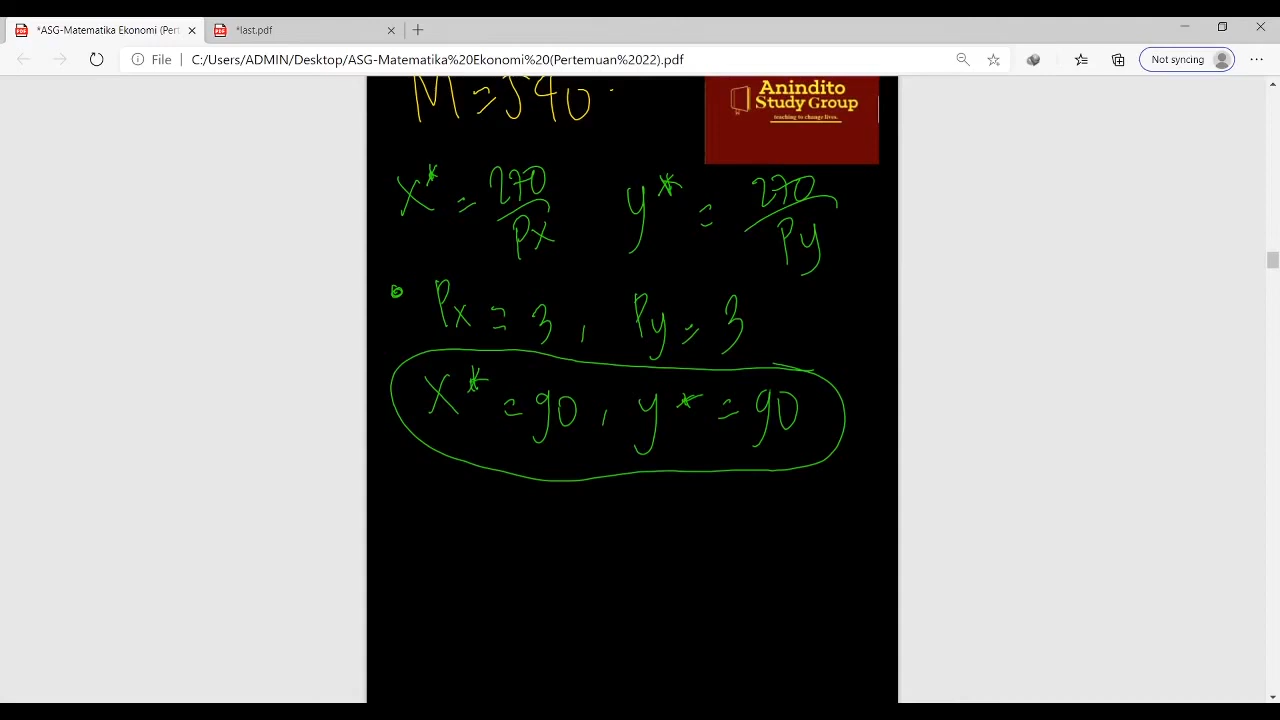 *ASG-Matematika Ekonomi (Pert
*last.pdf
File
C:/Users/ADMIN/Desktop/ASG-Matematika%20Ekonomi%20(Pertemuan%2022).pdf
Not syncing
M = 540
Anindito
Study Group
teaching to change lives.
X* = 270/Px y* = 270/Py
Px = 3, Py = 3
X* = 90, y* = 90